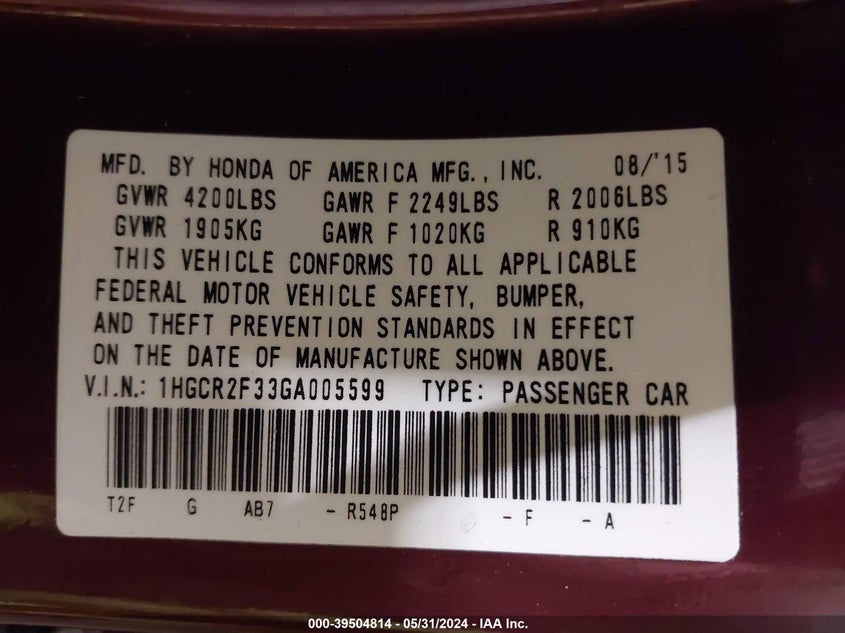 MFD. BY HONDA OF AMERICA MFG., INC. 08/'15
GVWR 4200LBS GAWR F 2249LBS R 2006LBS
GVWR 1905KG GAWR F 1020KG R 910KG
THIS VEHICLE CONFORMS TO ALL APPLICABLE
FEDERAL MOTOR VEHICLE SAFETY, BUMPER,
AND THEFT PREVENTION STANDARDS IN EFFECT
ON THE DATE OF MANUFACTURE SHOWN ABOVE.
V.I.N.: 1HGCR2F33GA005599 TYPE: PASSENGER CAR
T2F G AB7 - R548P - F - A
000-39504814 - 05/31/2024 - IAA Inc.